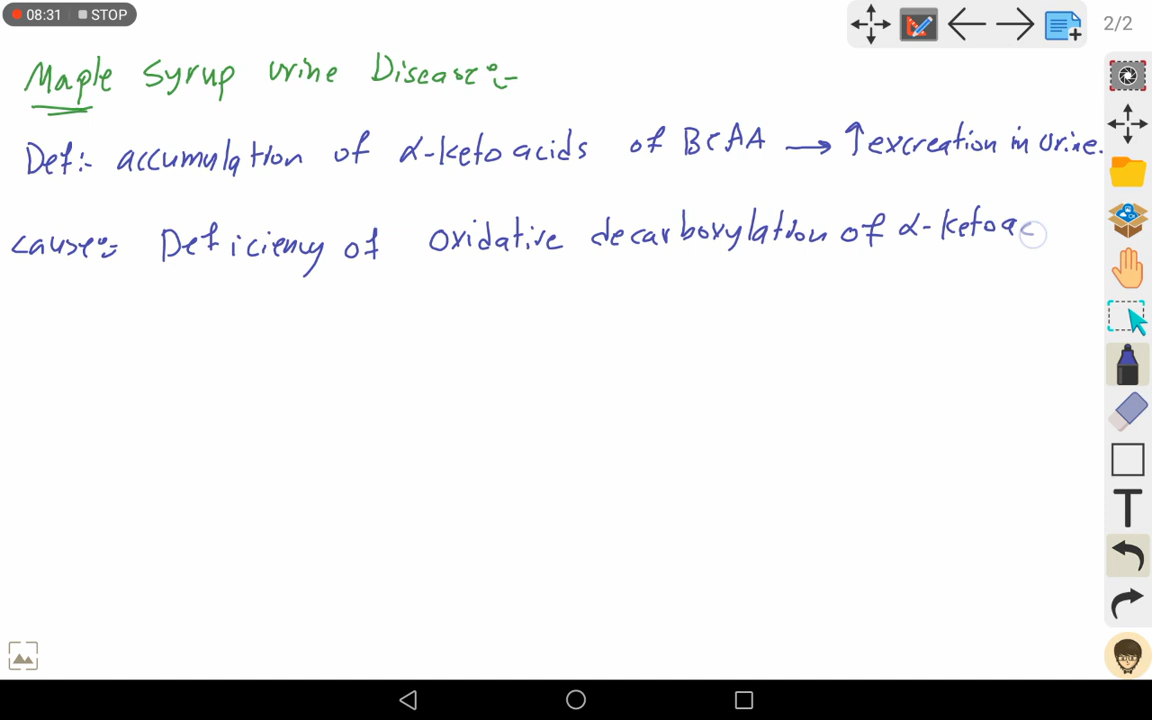 08:31 STOP
2/2
Maple Syrup Urine Disease:-
Def:- accumulation of α-keto acids of BCAA → ↑ excretion in Urine.
cause:- Deficiency of oxidative decarboxylation of α-ketoac
T